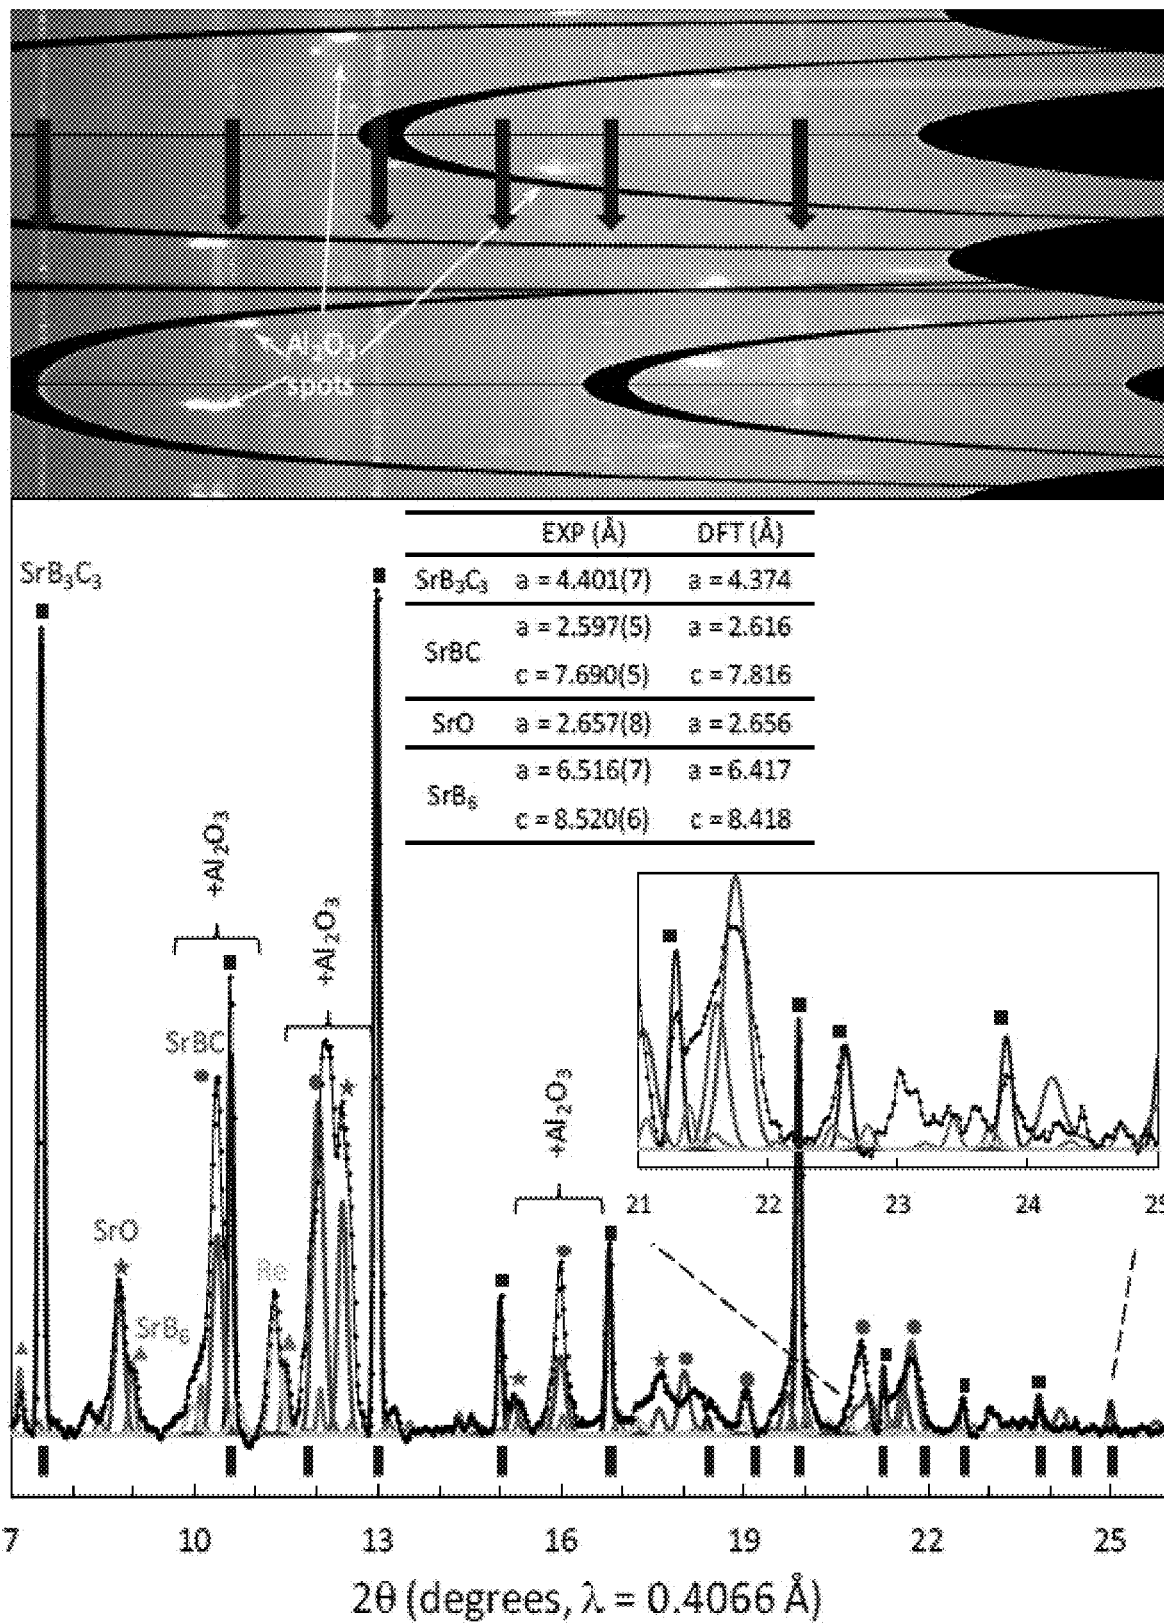 Al₂O₃
spots
EXP (Å) DFT (Å)
SrB₃C₃ a = 4.401(7) a = 4.374
SrBC a = 2.597(5) a = 2.616
c = 7.690(5) c = 7.816
SrO a = 2.657(8) a = 2.656
SrB₆ a = 6.516(7) a = 6.417
c = 8.520(6) c = 8.418
SrB₃C₃
+Al₂O₃
+Al₂O₃
SrBC
+Al₂O₃
SrO
Re
SrB₆
21 22 23 24 25
7 10 13 16 19 22 25
2θ (degrees, λ = 0.4066 Å)